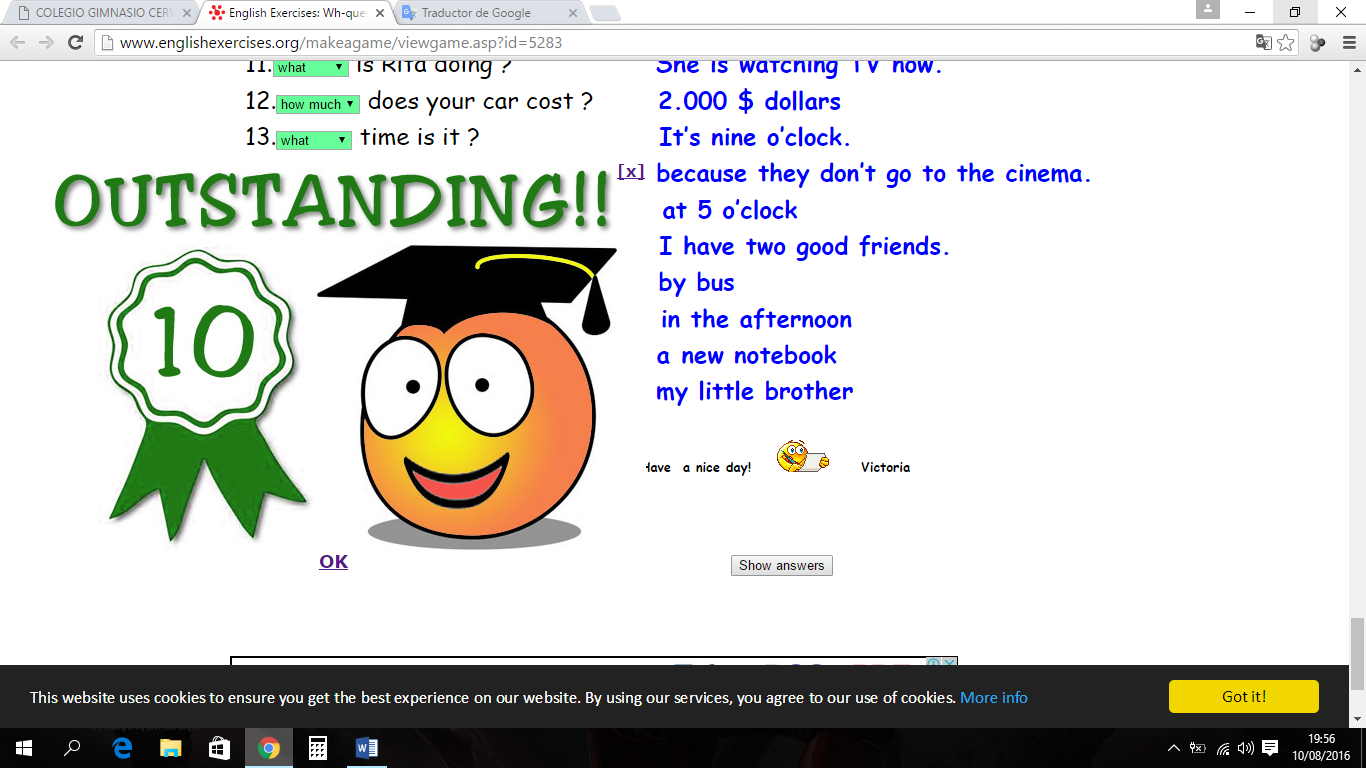 COLEGIO GIMNASIO CER
English Exercises: Wh-que
Traductor de Google
www.englishexercises.org/makeagame/viewgame.asp?id=5283
11. what is Rita doing ? She is watching TV now.
12. how much does your car cost ? 2.000 $ dollars
13. what time is it ? It's nine o'clock.
[x] because they don't go to the cinema.
OUTSTANDING!!
at 5 o'clock
I have two good friends.
by bus
10
in the afternoon
a new notebook
my little brother
Have a nice day! Victoria
OK
Show answers
This website uses cookies to ensure you get the best experience on our website. By using our services, you agree to our use of cookies. More info
Got it!
19:56
10/08/2016